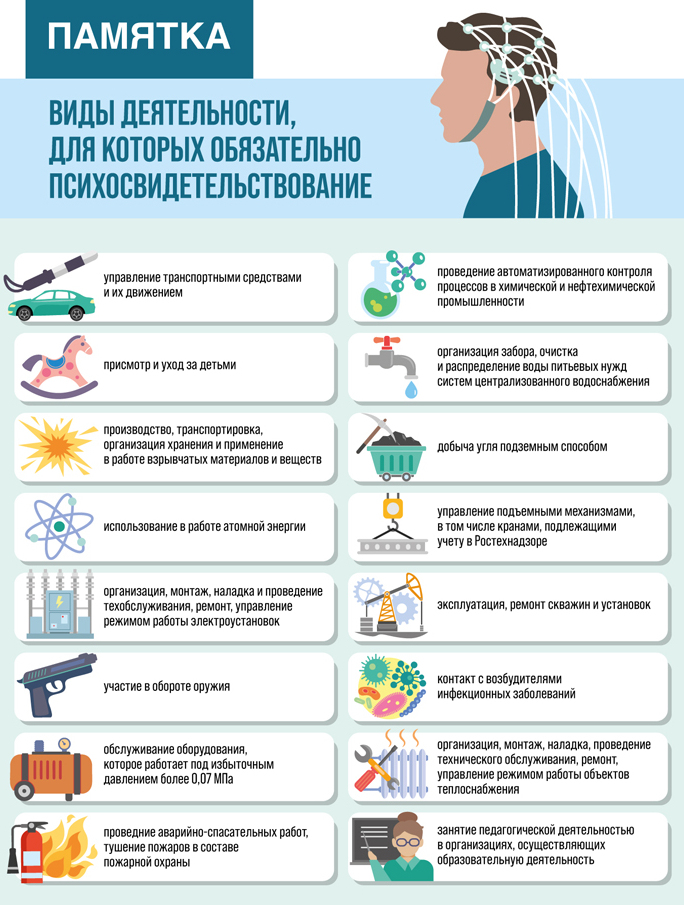 ПАМЯТКА
ВИДЫ ДЕЯТЕЛЬНОСТИ,
ДЛЯ КОТОРЫХ ОБЯЗАТЕЛЬНО
ПСИХОСВИДЕТЕЛЬСТВОВАНИЕ
управление транспортными средствами
и их движением
присмотр и уход за детьми
производство, транспортировка,
организация хранения и применение
в работе взрывчатых материалов и веществ
использование в работе атомной энергии
организация, монтаж, наладка и проведение
техобслуживания, ремонт, управление
режимом работы электроустановок
участие в обороте оружия
обслуживание оборудования,
которое работает под избыточным
давлением более 0,07 МПа
проведние аварийно-спасательных работ,
тушение пожаров в составе
пожарной охраны
проведение автоматизированного контроля
процессов в химической и нефтехимической
промышленности
организация забора, очистка
и распределение воды питьевых нужд
систем централизованного водоснабжения
добыча угля подземным способом
управление подъемными механизмами,
в том числе кранами, подлежащими
учету в Ростехнадзоре
эксплуатация, ремонт скважин и установок
контакт с возбудителями
инфекционных заболеваний
организация, монтаж, наладка, проведение
технического обслуживания, ремонт,
управление режимом работы объектов
теплоснабжения
занятие педагогической деятельностью
в организациях, осуществляющих
образовательную деятельность